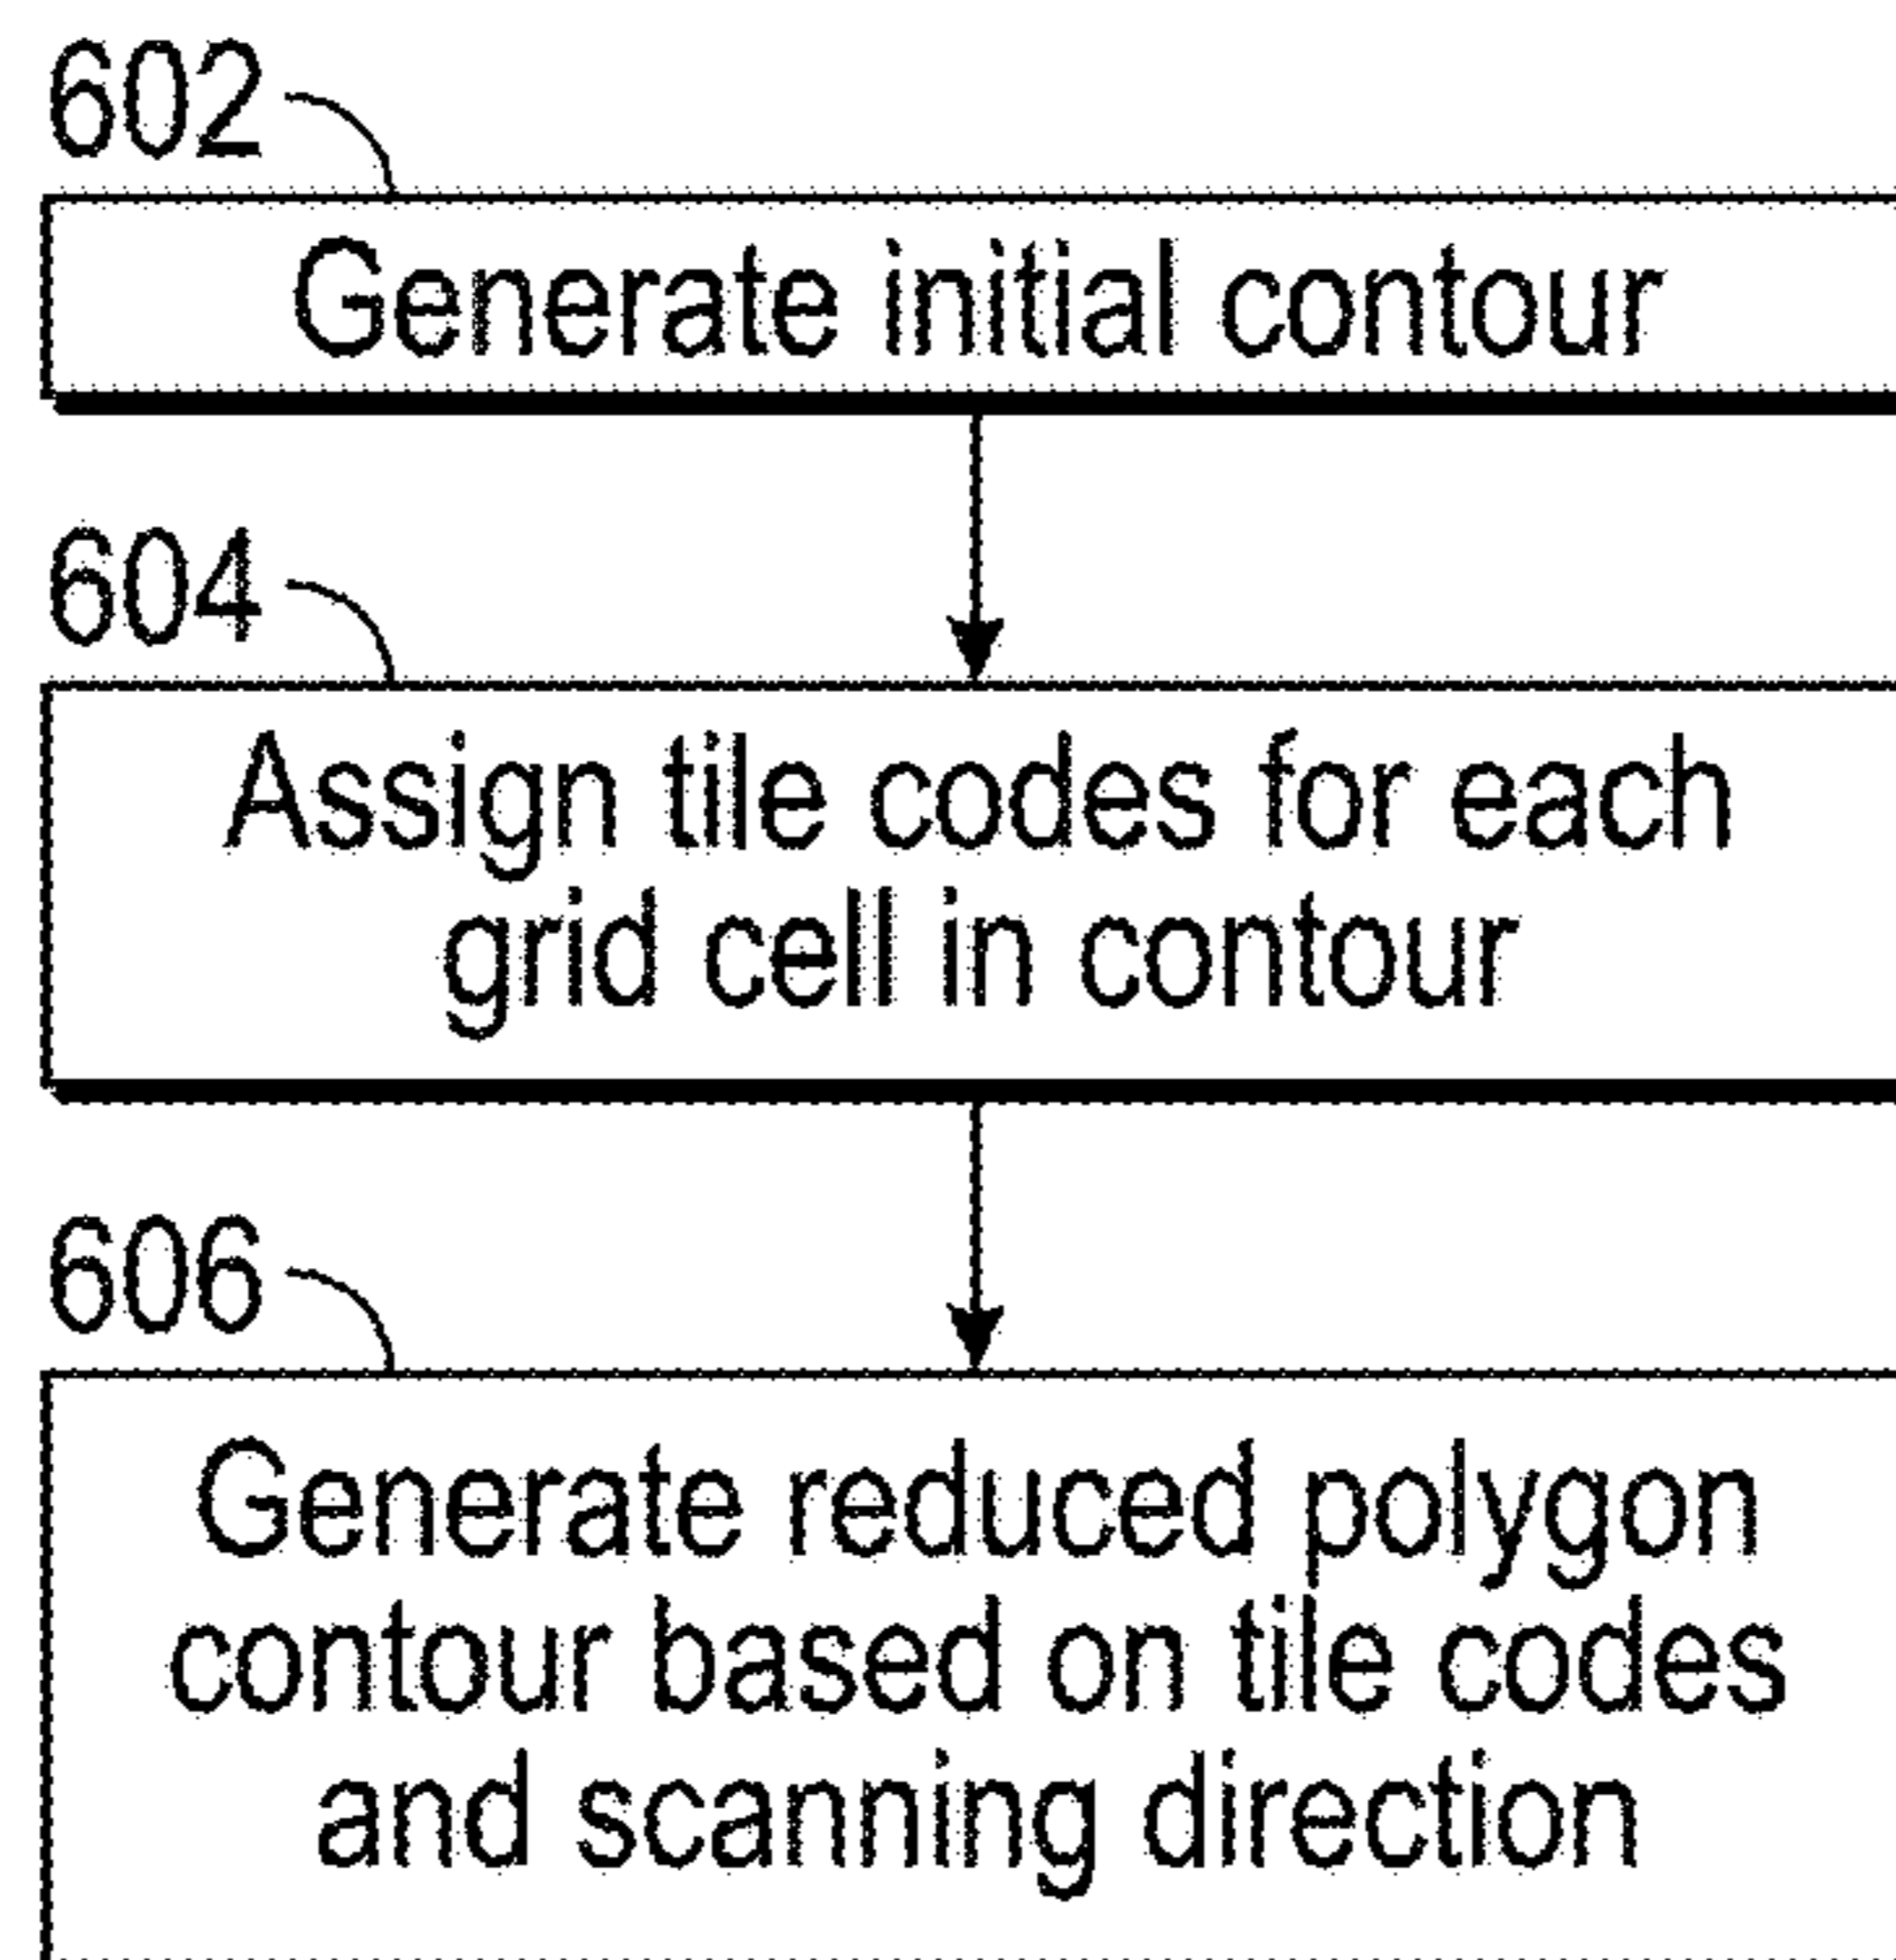 602
Generate initial contour
604
Assign tile codes for each
grid cell in contour
606
Generate reduced polygon
contour based on tile codes
and scanning direction